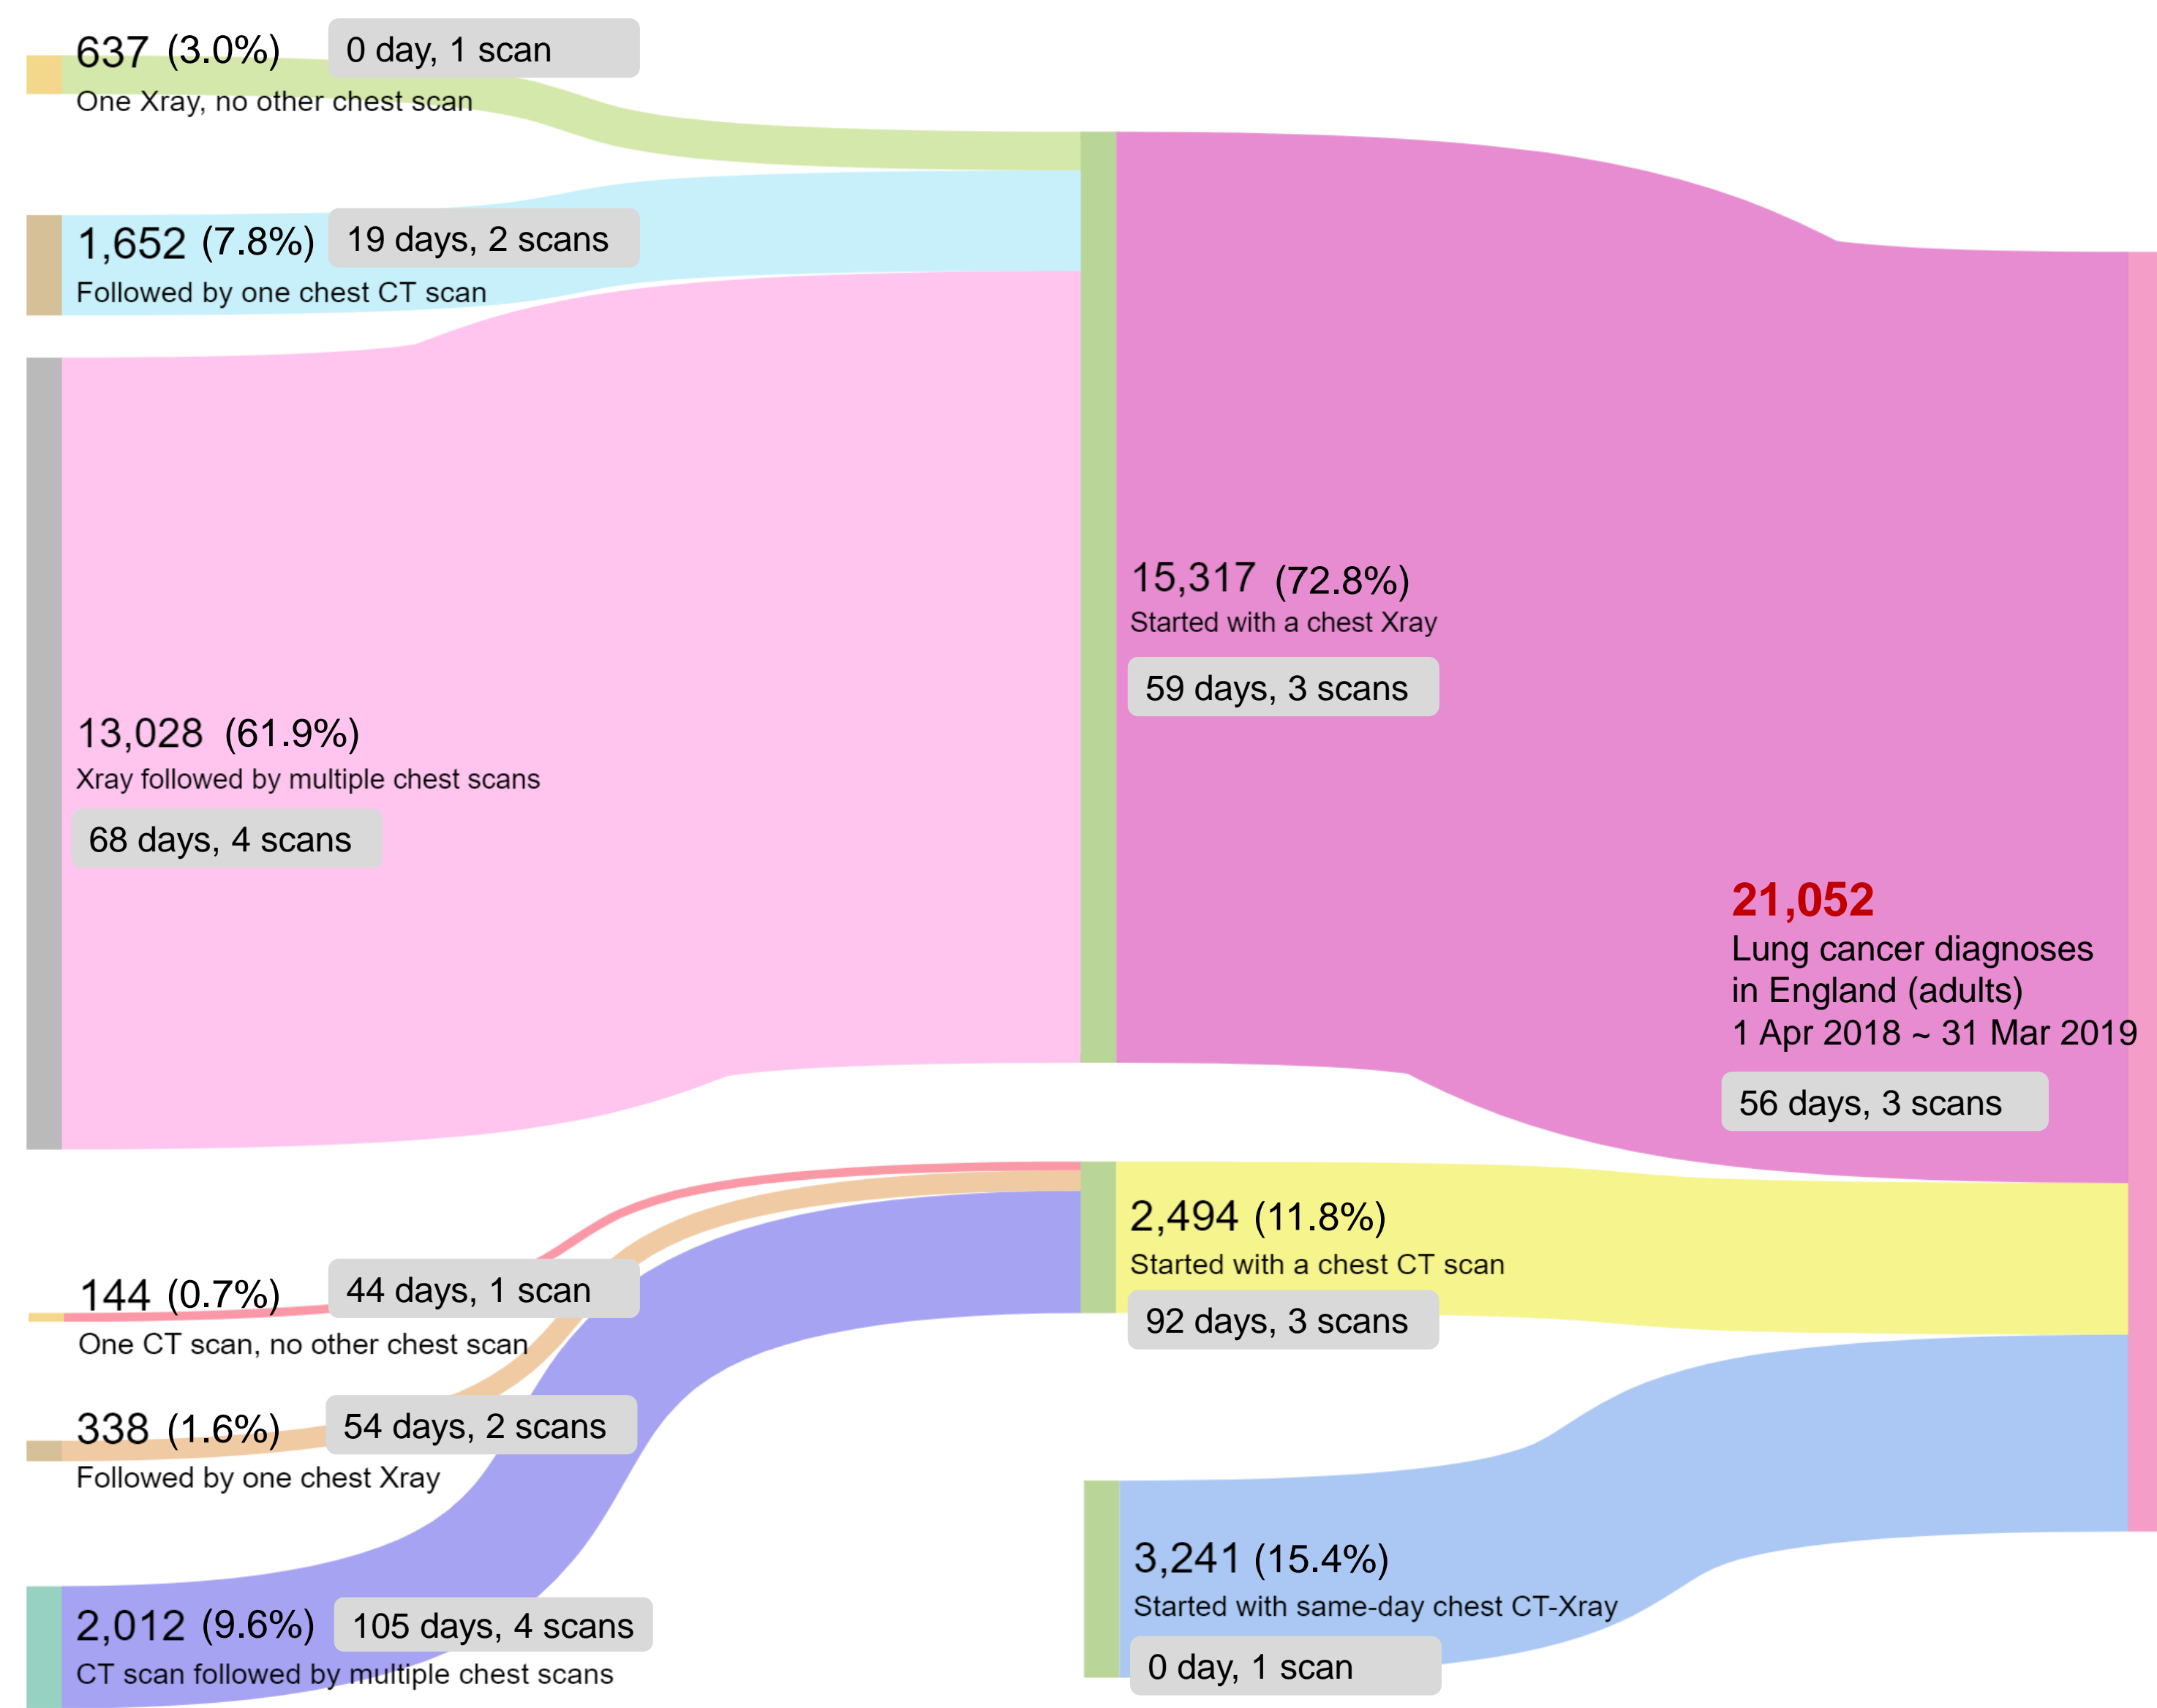 637 (3.0%) 0 day, 1 scan
One Xray, no other chest scan
1,652 (7.8%) 19 days, 2 scans
Followed by one chest CT scan
13,028 (61.9%)
Xray followed by multiple chest scans
68 days, 4 scans
144 (0.7%) 44 days, 1 scan
One CT scan, no other chest scan
338 (1.6%) 54 days, 2 scans
Followed by one chest Xray
2,012 (9.6%) 105 days, 4 scans
CT scan followed by multiple chest scans
15,317 (72.8%)
Started with a chest Xray
59 days, 3 scans
2,494 (11.8%)
Started with a chest CT scan
92 days, 3 scans
3,241 (15.4%)
Started with same-day chest CT-Xray
0 day, 1 scan
21,052
Lung cancer diagnoses
in England (adults)
1 Apr 2018 ~ 31 Mar 2019
56 days, 3 scans